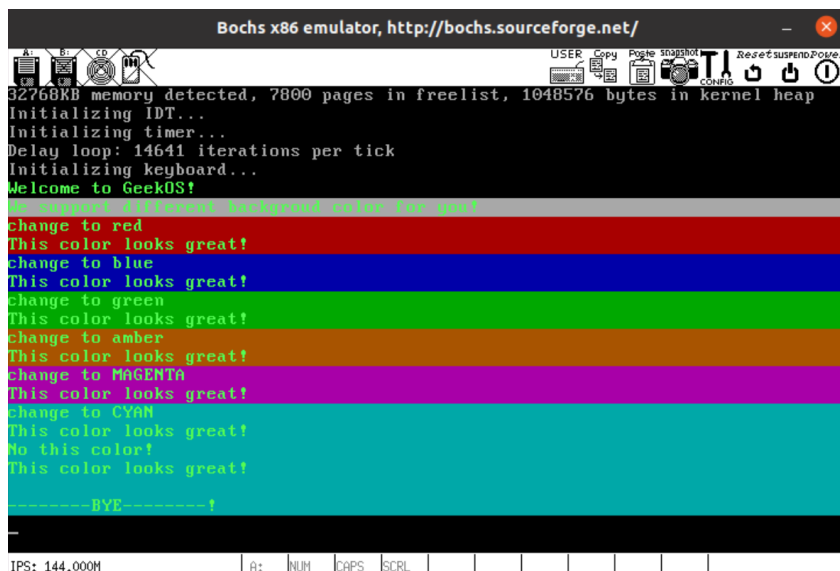 Bochs x86 emulator, http://bochs.sourceforge.net/
A: B: CD USER Copy Paste snapshot CONFIG Reset SUSPEND Power
32768KB memory detected, 7800 pages in freelist, 1048576 bytes in kernel heap
Initializing IDT...
Initializing timer...
Delay loop: 14641 iterations per tick
Initializing keyboard...
Welcome to GeekOS!
We support different backgroud color for you!
change to red
This color looks great!
change to blue
This color looks great!
change to green
This color looks great!
change to amber
This color looks great!
change to MAGENTA
This color looks great!
change to CYAN
This color looks great!
No this color!
This color looks great!
--------BYE--------!
IPS: 144.000M A: NUM CAPS SCRL